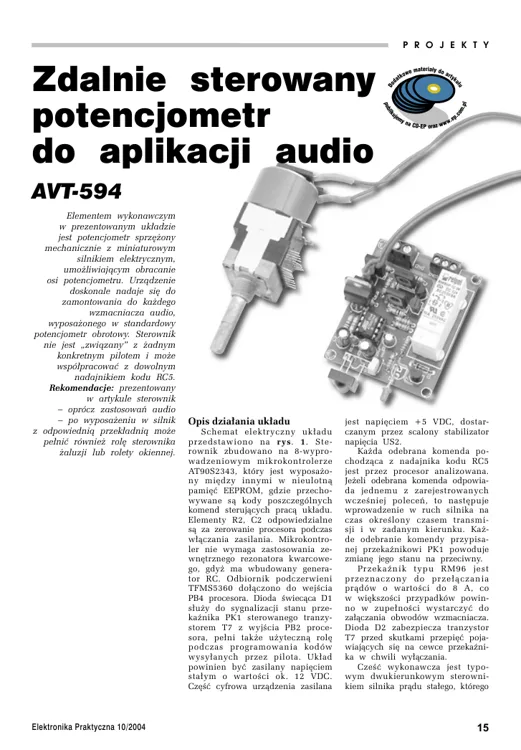 PROJEKTY
Zdalnie sterowany
potencjometr
do aplikacji audio
Dodatkowe materiały do artykułu
publikujemy na CD-EP oraz www.ep.com.pl
AVT-594
Elementem wykonawczym
w prezentowanym układzie
jest potencjometr sprzężony
mechanicznie z miniaturowym
silnikiem elektrycznym,
umożliwiającym obracanie
osi potencjometru. Urządzenie
doskonale nadaje się do
zamontowania do każdego
wzmacniacza audio,
wyposażonego w standardowy
potencjometr obrotowy. Sterownik
nie jest „związany” z żadnym
konkretnym pilotem i może
współpracować z dowolnym
nadajnikiem kodu RC5.
Rekomendacje: prezentowany
w artykule sterownik
– oprócz zastosowań audio
– po wyposażeniu w silnik
z odpowiednią przekładnią może
pełnić również rolę sterownika
żaluzji lub rolety okiennej.
Opis działania układu
Schemat elektryczny układu
przedstawiono na rys. 1. Ste-
rownik zbudowano na 8-wypro-
wadzeniowym mikrokontrolerze
AT90S2343, który jest wyposażo-
ny między innymi w nieulotną
pamięć EEPROM, gdzie przecho-
wywane są kody poszczególnych
komend sterujących pracą układu.
Elementy R2, C2 odpowiedzialne
są za zerowanie procesora podczas
włączania zasilania. Mikrokontro-
ler nie wymaga zastosowania ze-
wnętrznego rezonatora kwarcowe-
go, gdyż ma wbudowany genera-
tor RC. Odbiornik podczerwieni
TFMS5360 dołączono do wejścia
PB4 procesora. Dioda świecąca D1
służy do sygnalizacji stanu prze-
kaźnika PK1 sterowanego tranzy-
storem T7 z wyjścia PB2 proce-
sora, pełni także użyteczną rolę
podczas programowania kodów
wysyłanych przez pilota. Układ
powinien być zasilany napięciem
stałym o wartości ok. 12 VDC.
Część cyfrowa urządzenia zasilana
jest napięciem +5 VDC, dostar-
czanym przez scalony stabilizator
napięcia US2.
Każda odebrana komenda po-
chodząca z nadajnika kodu RC5
jest przez procesor analizowana.
Jeżeli odebrana komenda odpowia-
da jednemu z zarejestrowanych
wcześniej poleceń, to następuje
wprowadzenie w ruch silnika na
czas określony czasem transmi-
sji i w zadanym kierunku. Każ-
de odebranie komendy przypisa-
nej przekaźnikowi PK1 powoduje
zmianę jego stanu na przeciwny.
Przekaźnik typu RM96 jest
przeznaczony do przełączania
prądów o wartości do 8 A, co
w większości przypadków powin-
no w zupełności wystarczyć do
załączania obwodów wzmacniacza.
Dioda D2 zabezpiecza tranzystor
T7 przed skutkami przepięć poja-
wiających się na cewce przekaźni-
ka w chwili wyłączania.
Cześć wykonawcza jest typo-
wym dwukierunkowym sterowni-
kiem silnika prądu stałego, którego
Elektronika Praktyczna 10/2004
15